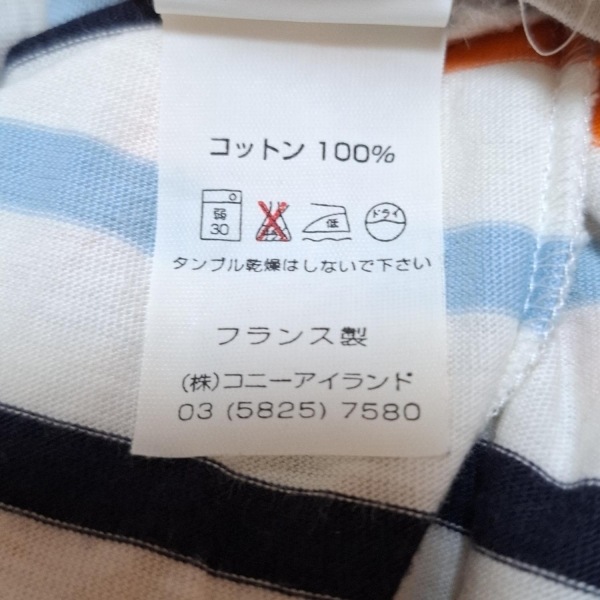 コットン 100%
弱 30 低 ドライ
タンブル乾燥はしないで下さい
フランス製
(株)コニーアイランド
03 (5825) 7580